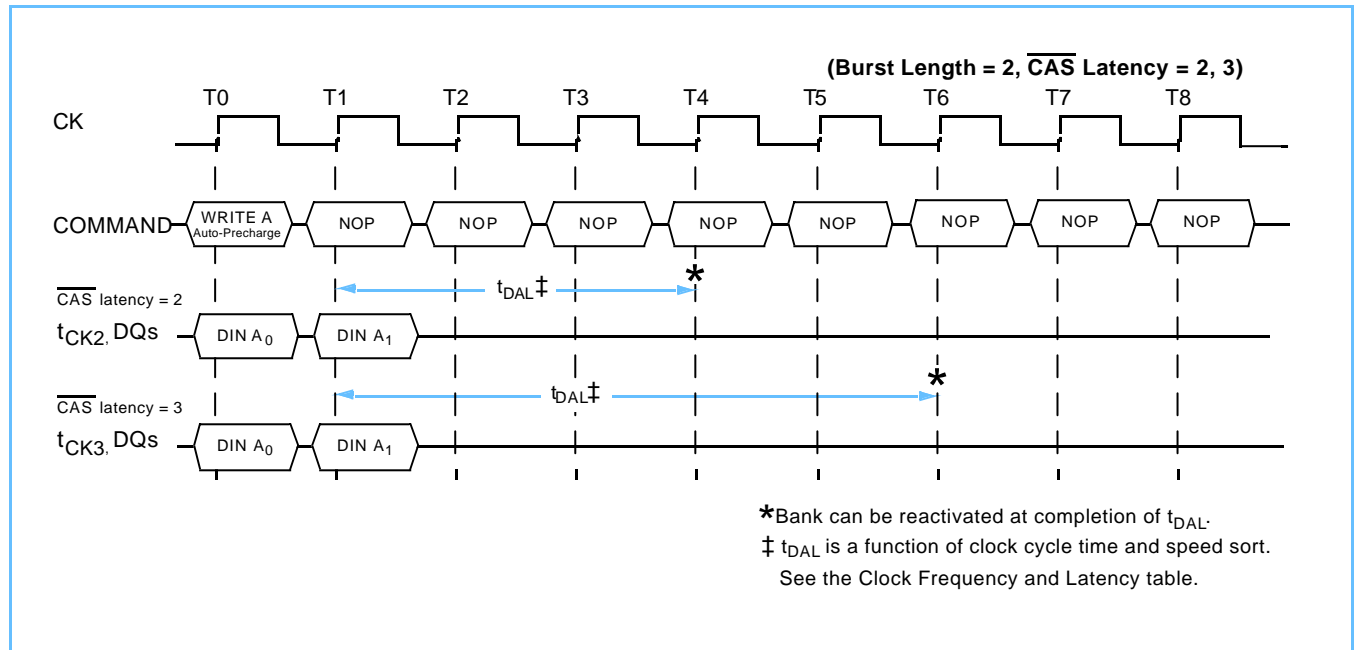 (Burst Length = 2, CAS Latency = 2, 3)
T0 T1 T2 T3 T4 T5 T6 T7 T8
CK
COMMAND WRITE A Auto-Precharge NOP NOP NOP NOP NOP NOP NOP NOP
*
tDAL‡
CAS latency = 2
tCK2, DQs DIN A0 DIN A1
*
tDAL‡
CAS latency = 3
tCK3, DQs DIN A0 DIN A1
*Bank can be reactivated at completion of tDAL.
‡ tDAL is a function of clock cycle time and speed sort.
See the Clock Frequency and Latency table.